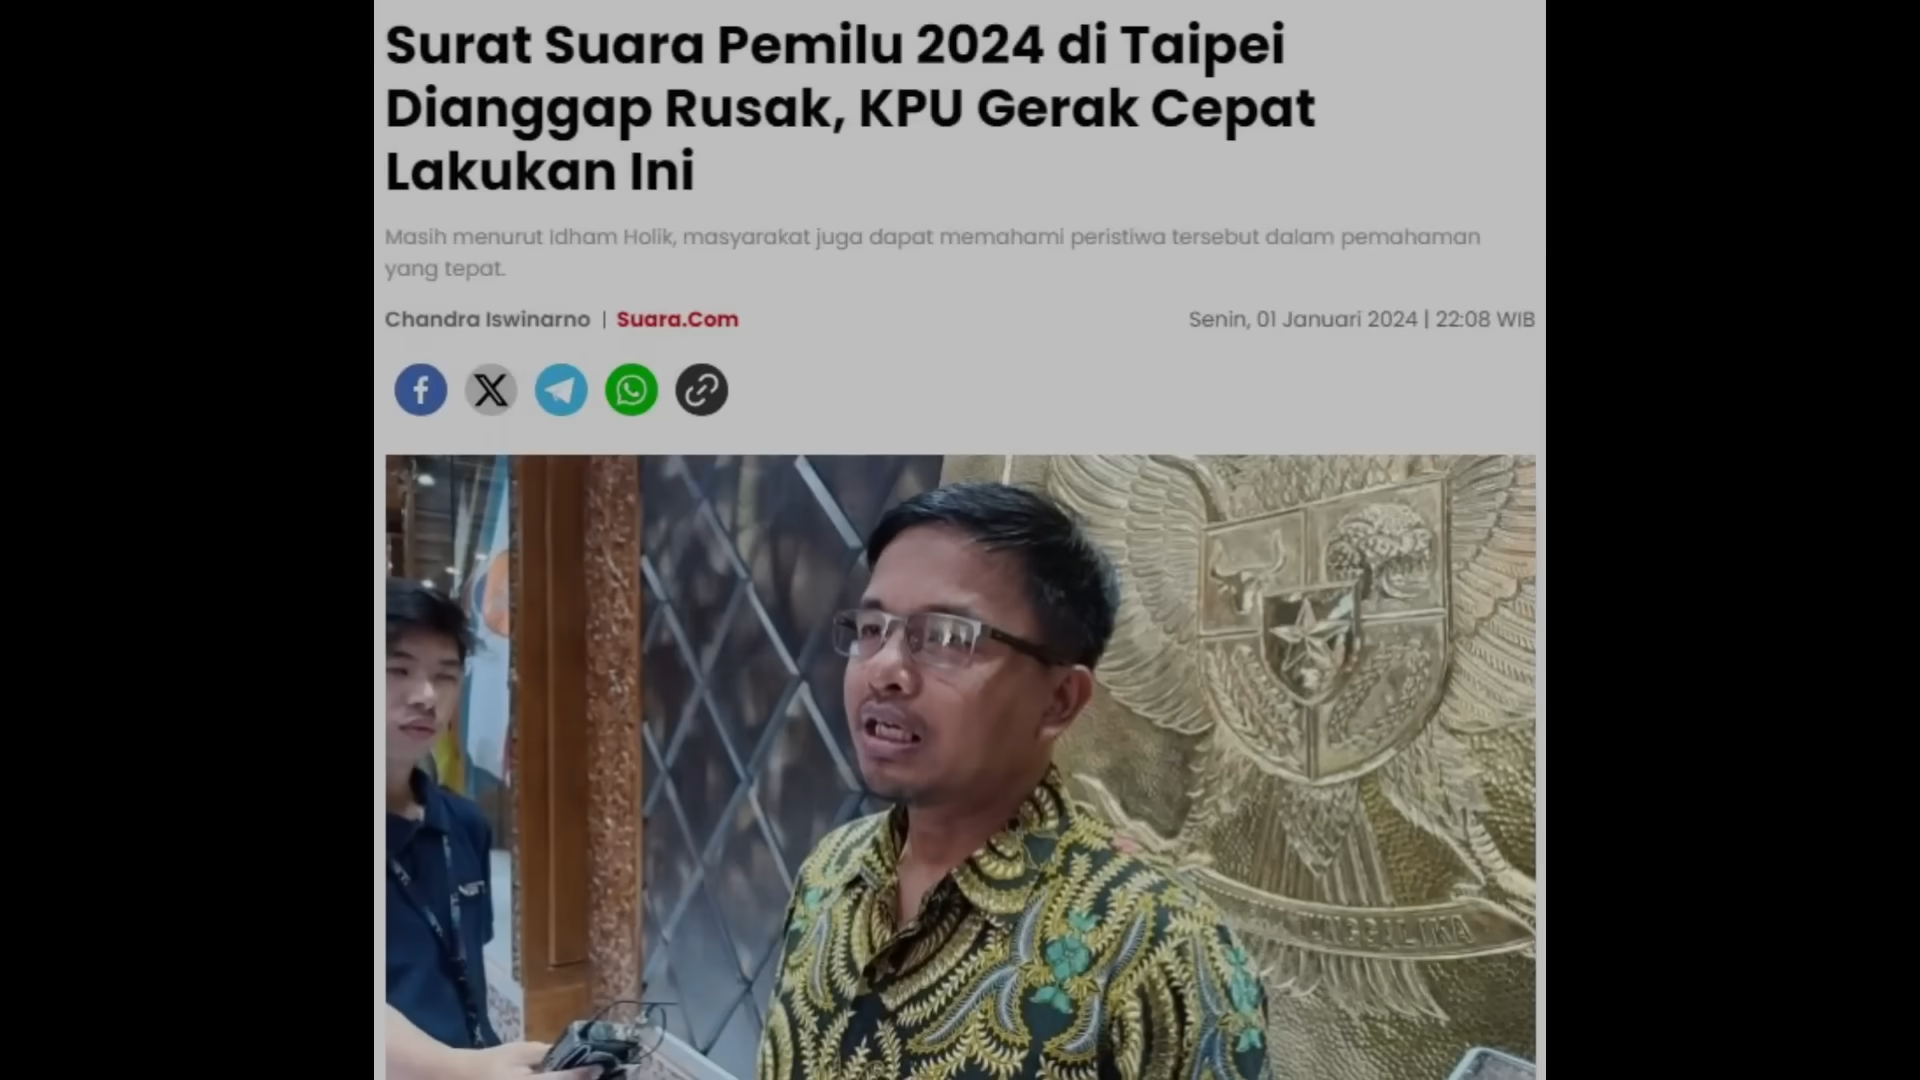 Surat Suara Pemilu 2024 di Taipei
Dianggap Rusak, KPU Gerak Cepat
Lakukan Ini
Masih menurut Idham Holik, masyarakat juga dapat memahami peristiwa tersebut dalam pemahaman
yang tepat.
Chandra Iswinarno | Suara.Com
Senin, 01 Januari 2024 | 22:08 WIB